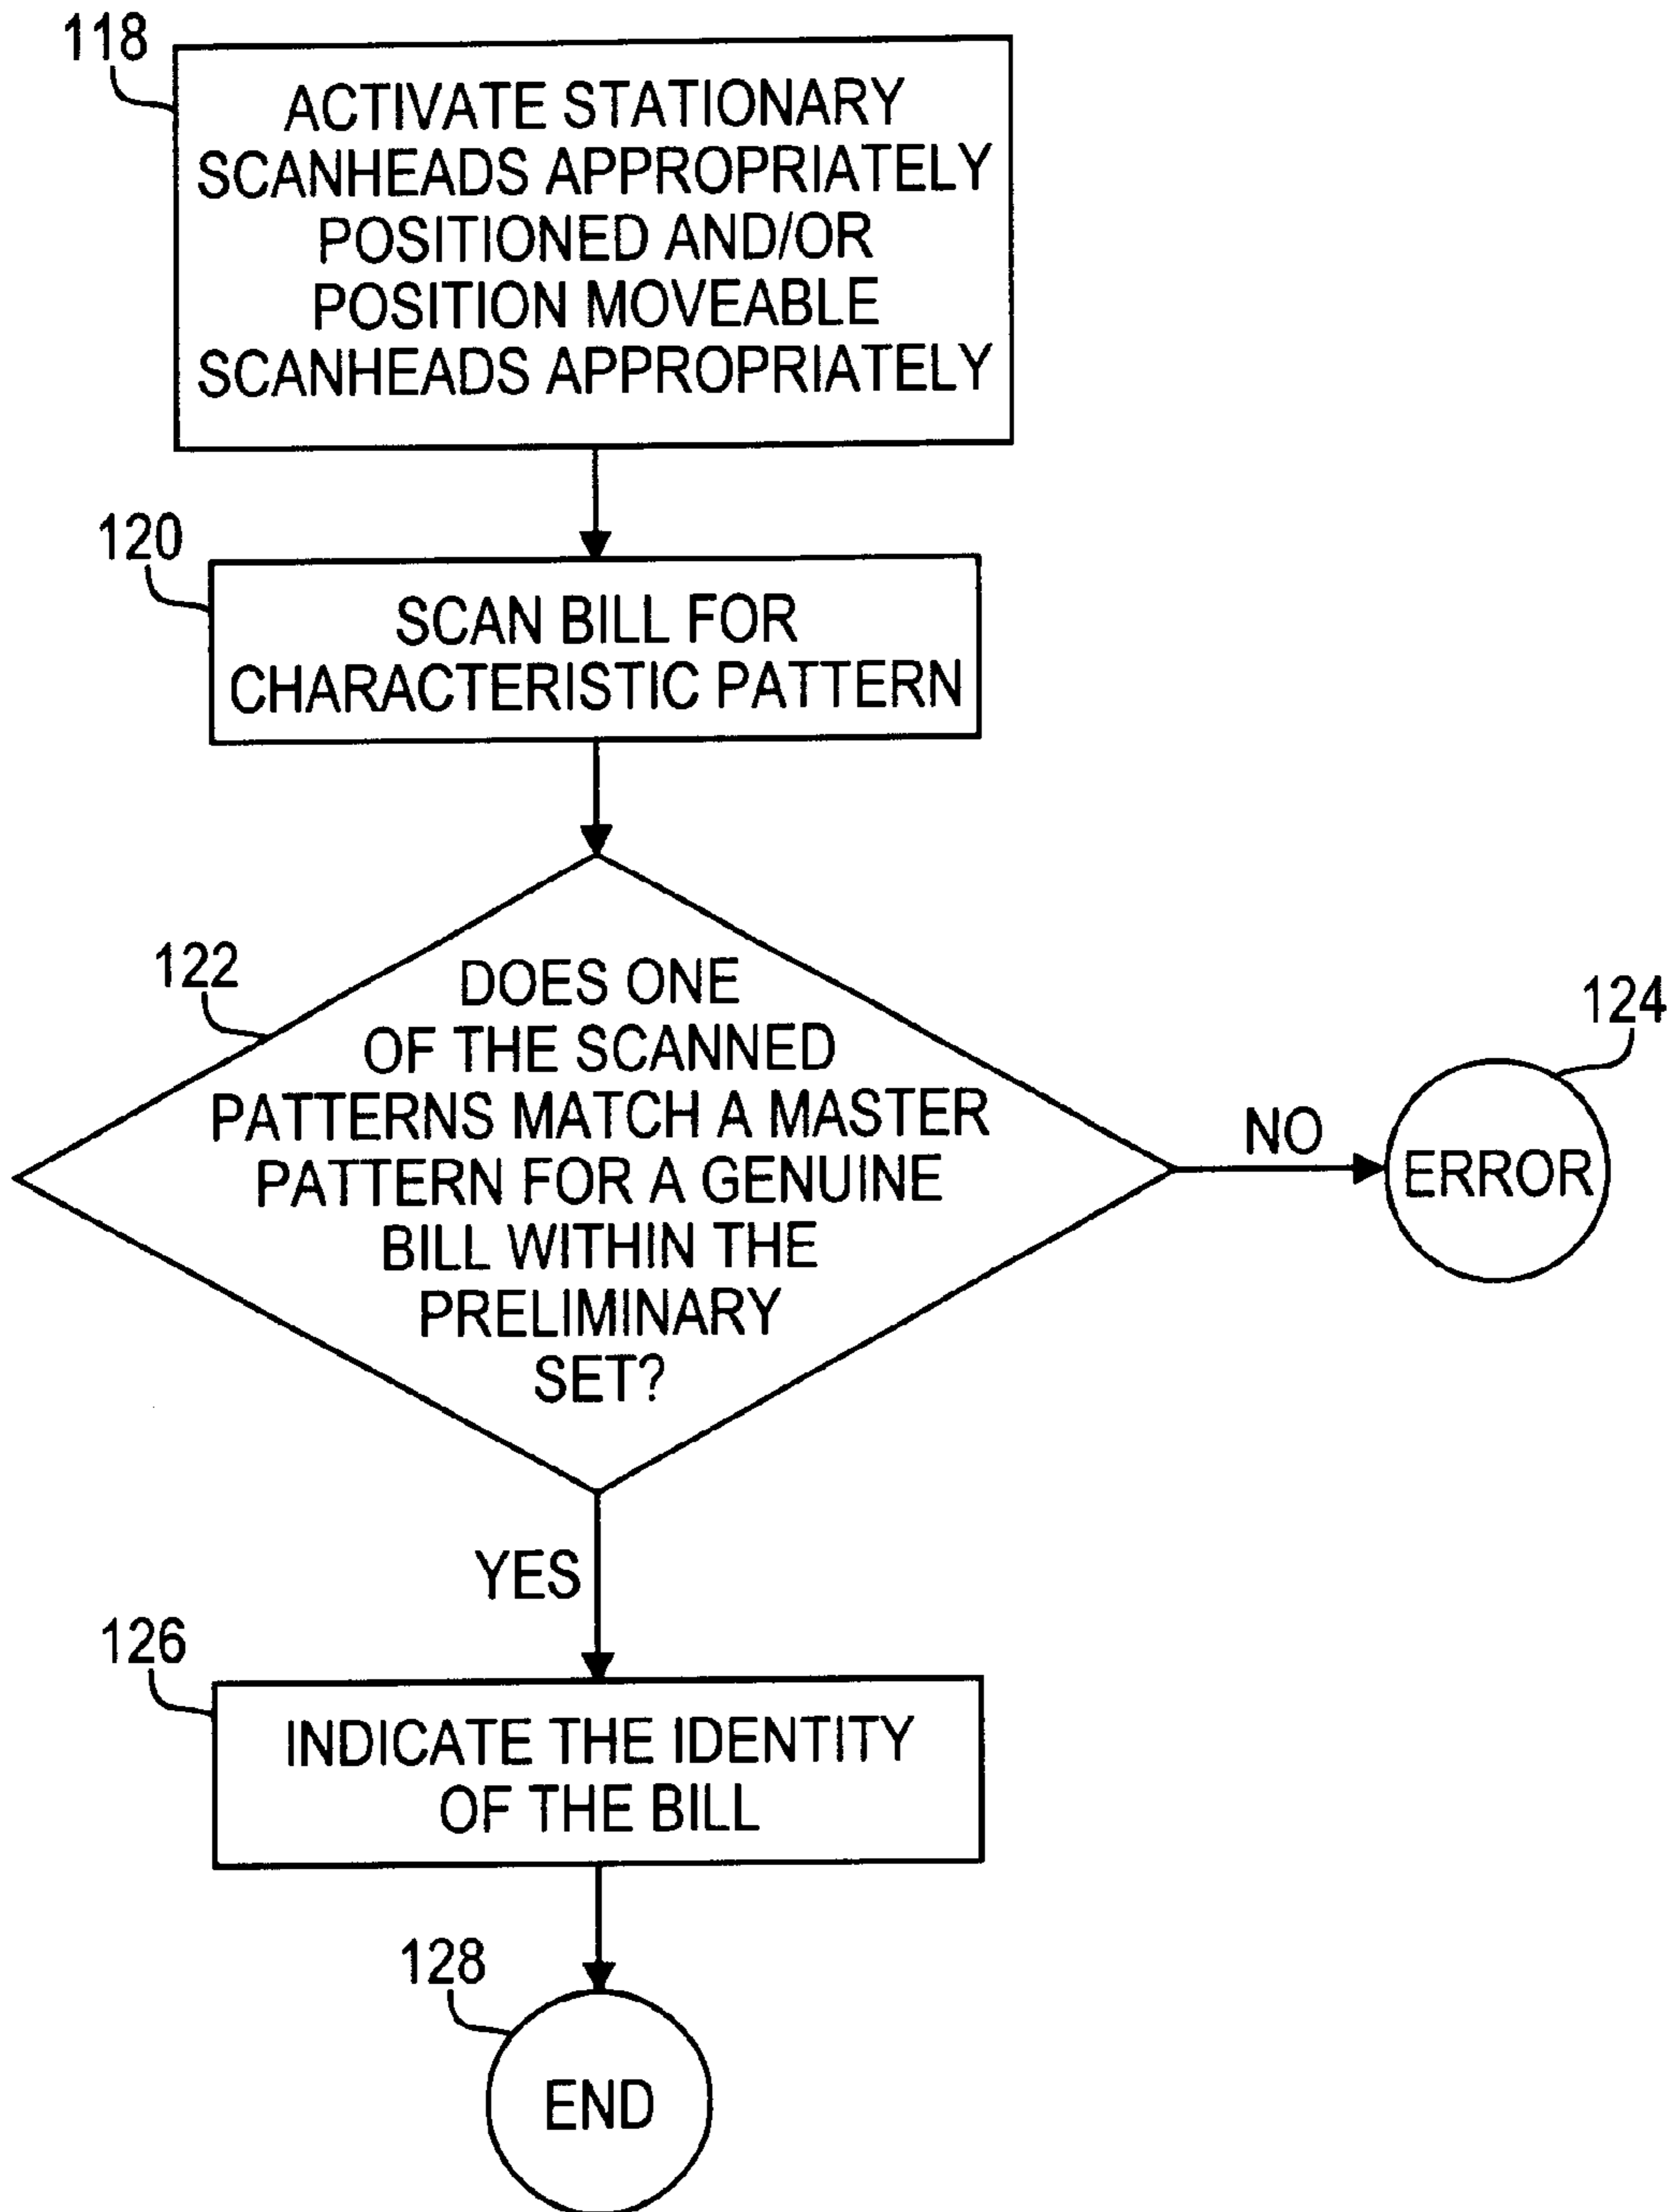 118
ACTIVATE STATIONARY
SCANHEADS APPROPRIATELY
POSITIONED AND/OR
POSITION MOVEABLE
SCANHEADS APPROPRIATELY
120
SCAN BILL FOR
CHARACTERISTIC PATTERN
122
DOES ONE
OF THE SCANNED
PATTERNS MATCH A MASTER
PATTERN FOR A GENUINE
BILL WITHIN THE
PRELIMINARY
SET?
NO
124
ERROR
YES
126
INDICATE THE IDENTITY
OF THE BILL
128
END